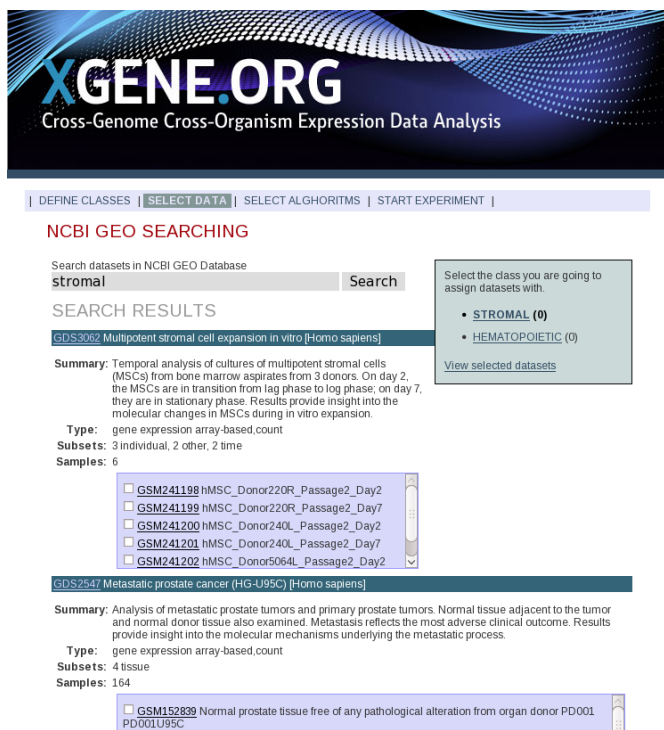 XGENE.ORG
Cross-Genome Cross-Organism Expression Data Analysis
| DEFINE CLASSES | SELECT DATA | SELECT ALGHORITMS | START EXPERIMENT |
NCBI GEO SEARCHING
Search datasets in NCBI GEO Database
stromal Search
SEARCH RESULTS
Select the class you are going to
assign datasets with.
• STROMAL (0)
• HEMATOPOIETIC (0)
View selected datasets
GDS3062 Multipotent stromal cell expansion in vitro [Homo sapiens]
Summary: Temporal analysis of cultures of multipotent stromal cells
(MSCs) from bone marrow aspirates from 3 donors. On day 2,
the MSCs are in transition from lag phase to log phase; on day 7,
they are in stationary phase. Results provide insight into the
molecular changes in MSCs during in vitro expansion.
Type: gene expression array-based,count
Subsets: 3 individual, 2 other, 2 time
Samples: 6
GSM241198 hMSC_Donor220R_Passage2_Day2
GSM241199 hMSC_Donor220R_Passage2_Day7
GSM241200 hMSC_Donor240L_Passage2_Day2
GSM241201 hMSC_Donor240L_Passage2_Day7
GSM241202 hMSC_Donor5064L_Passage2_Day2
GDS2547 Metastatic prostate cancer (HG-U95C) [Homo sapiens]
Summary: Analysis of metastatic prostate tumors and primary prostate tumors. Normal tissue adjacent to the tumor
and normal donor tissue also examined. Metastasis reflects the most adverse clinical outcome. Results
provide insight into the molecular mechanisms underlying the metastatic process.
Type: gene expression array-based,count
Subsets: 4 tissue
Samples: 164
GSM152839 Normal prostate tissue free of any pathological alteration from organ donor PD001
PD001U95C